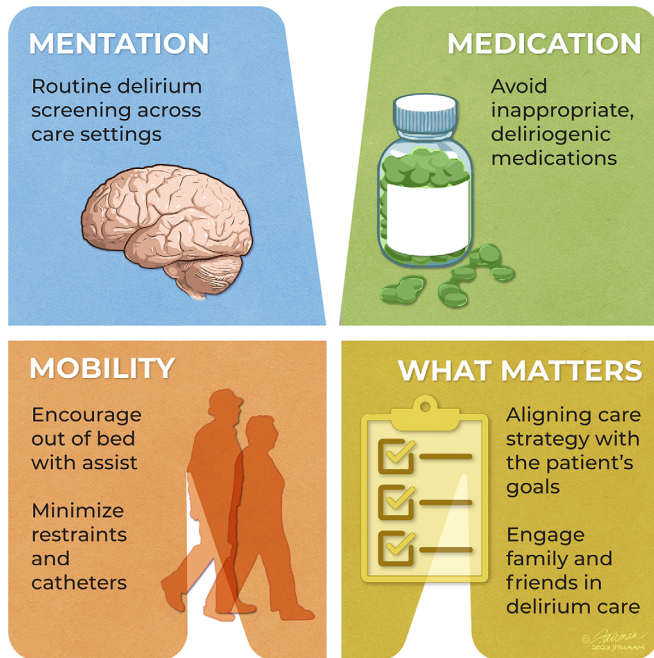 MENTATION
Routine delirium
screening across
care settings
MEDICATION
Avoid
inappropriate,
deliriogenic
medications
MOBILITY
Encourage
out of bed
with assist
Minimize
restraints
and
catheters
WHAT MATTERS
Aligning care
strategy with
the patient’s
goals
Engage
family and
friends in
delirium care
©
JHUAAM